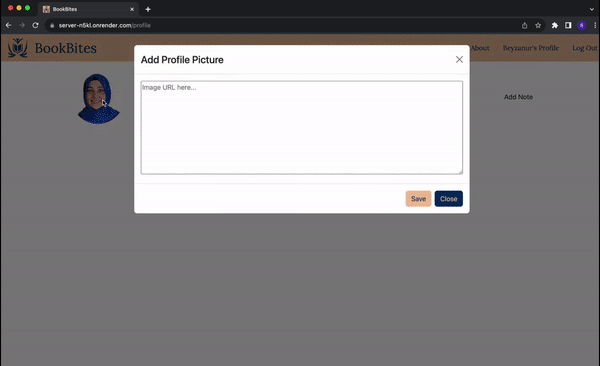 BookBites
server-n5kl.onrender.com/profile
BookBites
About
Beyzanur's Profile
Log Out
Add Profile Picture
Image URL here...
Add Note
Save
Close